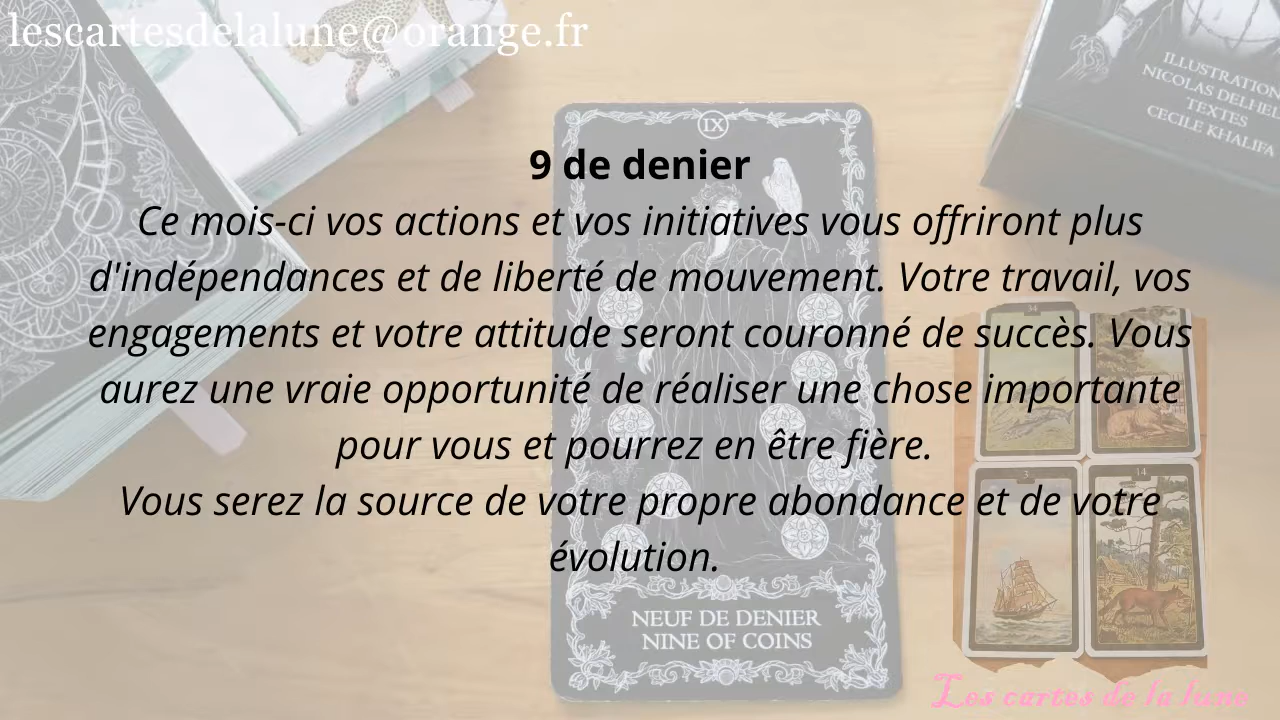 lescartesdelalune@orange.fr
ILLUSTRATION
NICOLAS DELHEL
TEXTES
CECILE KHALIFA
IX
9 de denier
Ce mois-ci vos actions et vos initiatives vous offriront plus
d'indépendances et de liberté de mouvement. Votre travail, vos
engagements et votre attitude seront couronné de succès. Vous
aurez une vraie opportunité de réaliser une chose importante
pour vous et pourrez en être fière.
Vous serez la source de votre propre abondance et de votre
évolution.
34
3
14
NEUF DE DENIER
NINE OF COINS
Les cartes de la lune